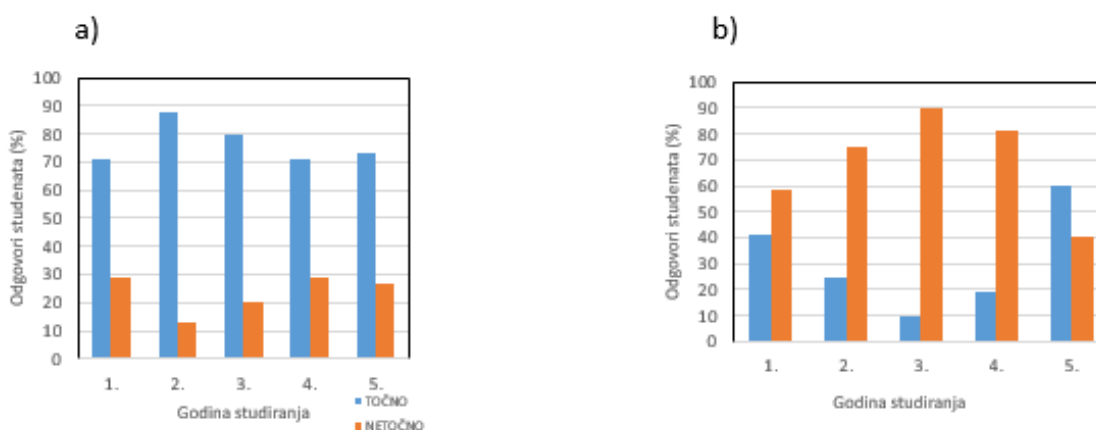 a)
100
90
80
70
60
50
40
30
20
10
0
Odgovori studenata (%)
1. 2. 3. 4. 5.
Godina studiranja
TOČNO
NETOČNO
b)
100
90
80
70
60
50
40
30
20
10
0
Odgovori studenata (%)
1. 2. 3. 4. 5.
Godina studiranja